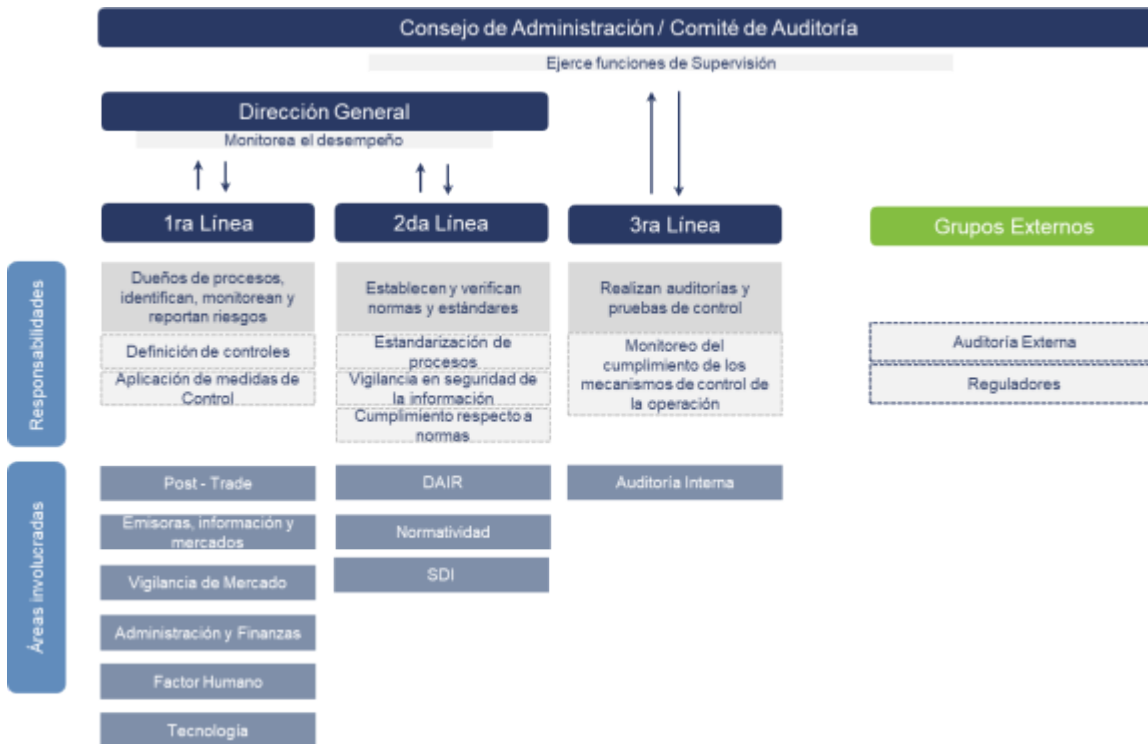 Consejo de Administración / Comité de Auditoría
Ejerce funciones de Supervisión
Dirección General
Monitorea el desempeño
1ra Línea
2da Línea
3ra Línea
Grupos Externos
Responsabilidades
Dueños de procesos,
identifican, monitorean y
reportan riesgos
Definición de controles
Aplicación de medidas de
Control
Establecen y verifican
normas y estándares
Estandarización de
procesos
Vigilancia en seguridad de
la información
Cumplimiento respecto a
normas
Realizan auditorías y
pruebas de control
Monitoreo del
cumplimiento de los
mecanismos de control de
la operación
Auditoría Externa
Reguladores
Áreas involucradas
Post - Trade
Emisoras, información y
mercados
Vigilancia de Mercado
Administración y Finanzas
Factor Humano
Tecnología
DAIR
Normatividad
SDI
Auditoría Interna